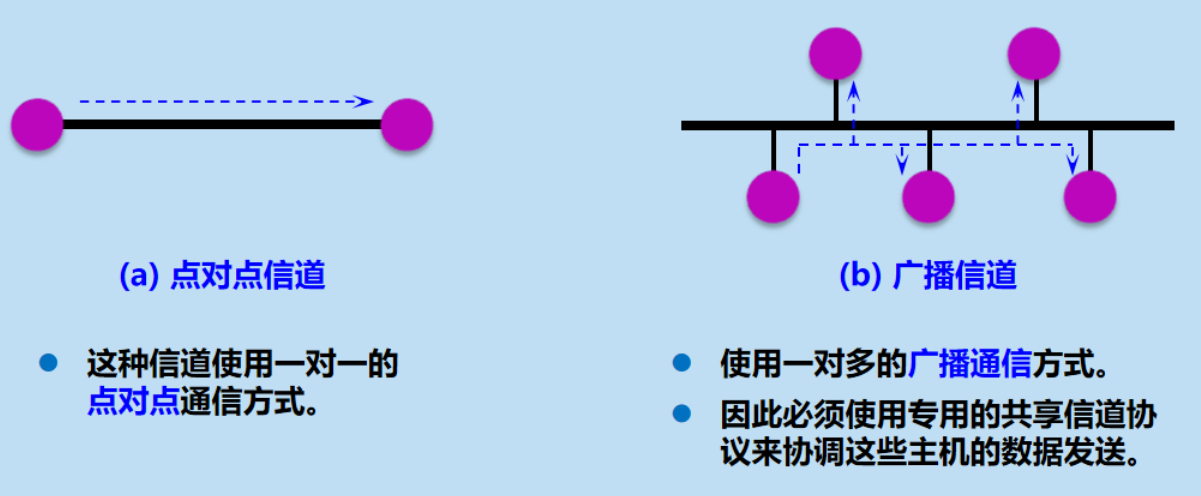 (a) 点对点信道
这种信道使用一对一的
点对点通信方式。
(b) 广播信道
使用一对多的广播通信方式。
因此必须使用专用的共享信道协
议来协调这些主机的数据发送。